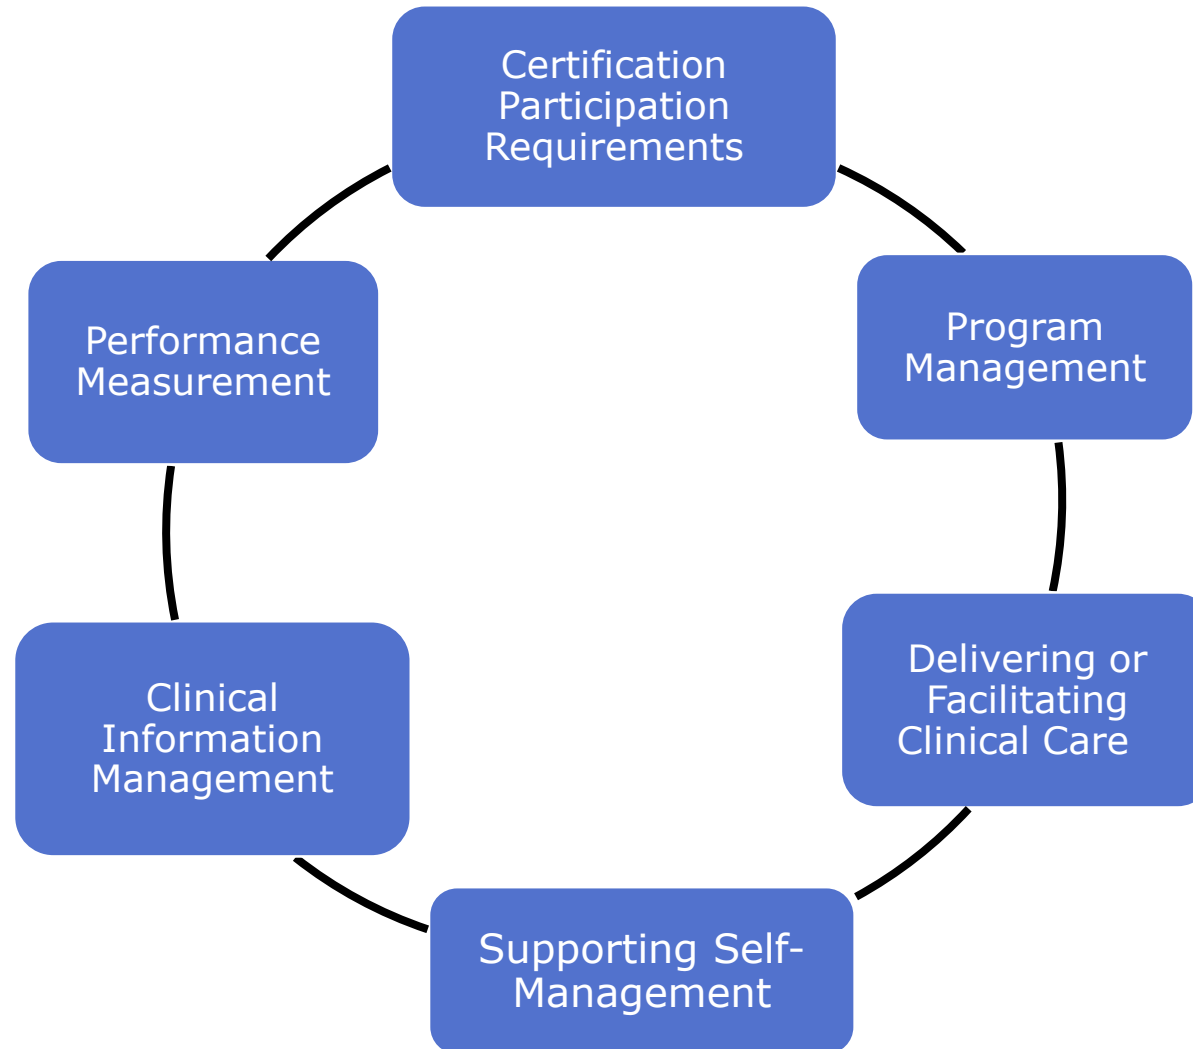 Certification
Participation
Requirements
Program
Management
Delivering or
Facilitating
Clinical Care
Supporting Self-
Management
Clinical
Information
Management
Performance
Measurement